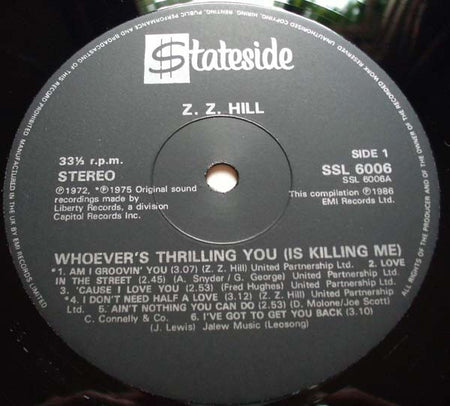 $tateside
Z. Z. HILL
33⅓ r.p.m.
STEREO
℗1972, *℗1975 Original sound
recordings made by
Liberty Records, a division
Capitol Records Inc.
SIDE 1
SSL 6006
SSL 6006A
This compilation ℗1986
EMI Records Ltd.
WHOEVER'S THRILLING YOU (IS KILLING ME)
*1. AM I GROOVIN' YOU (3.07) (Z. Z. Hill) United Partnership Ltd. 2. LOVE
IN THE STREET (2.45) (A. Snyder / G. George) United Partnership Ltd.
3. 'CAUSE I LOVE YOU (2.53) (Fred Hughes) United Partnership Ltd.
*4. I DON'T NEED HALF A LOVE (3.12) (Z. Z. Hill) United Partnership
Ltd. 5. AIN'T NOTHING YOU CAN DO (2.53) (D. Malone/Joe Scott)
C. Connelly & Co. 6. I'VE GOT TO GET YOU BACK (3.10)
(J. Lewis) Jalew Music (Leosong)
ALL RIGHTS OF THE PRODUCER AND OF THE OWNER OF THE RECORDED WORK RESERVED
UNAUTHORISED COPYING, HIRING, RENTING, PUBLIC PERFORMANCE AND BROADCASTING OF THIS RECORD PROHIBITED
MANUFACTURED IN THE UK BY EMI RECORDS LIMITED